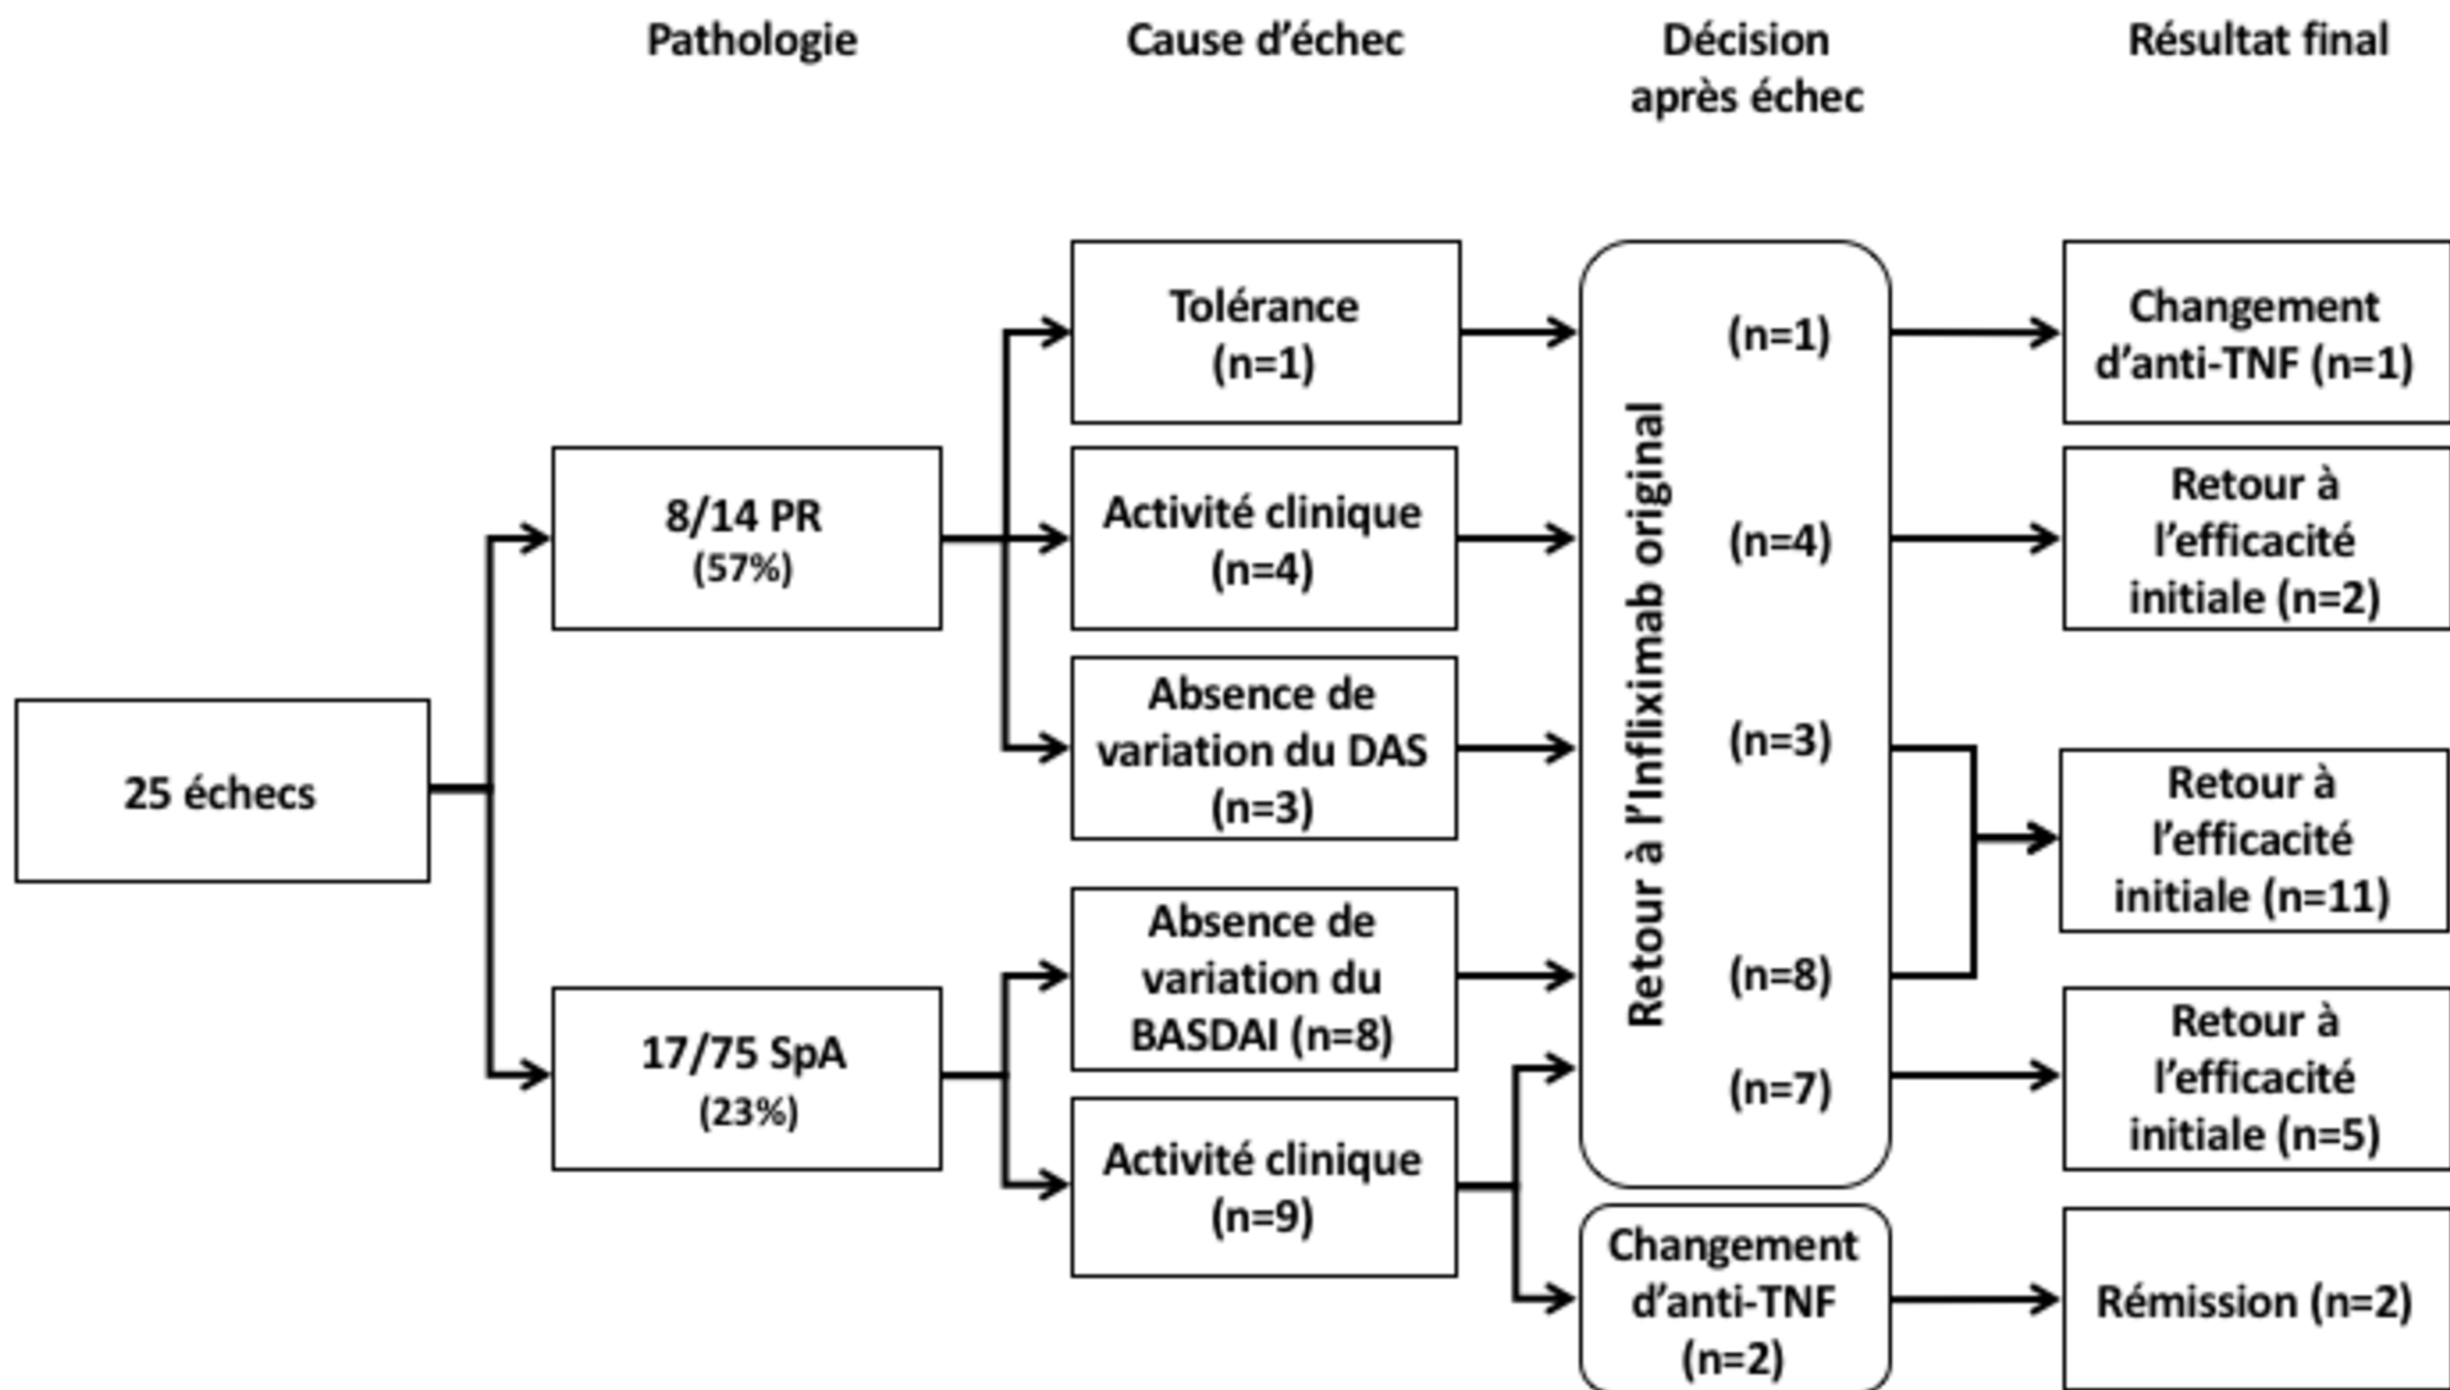 Pathologie
Cause d’échec
Décision
après échec
Résultat final
25 échecs
8/14 PR
(57%)
17/75 SpA
(23%)
Tolérance
(n=1)
Activité clinique
(n=4)
Absence de
variation du DAS
(n=3)
Absence de
variation du
BASDAI (n=8)
Activité clinique
(n=9)
Retour à l’Infliximab original
(n=1)
(n=4)
(n=3)
(n=8)
(n=7)
Changement
d’anti-TNF
(n=2)
Changement
d’anti-TNF (n=1)
Retour à
l’efficacité
initiale (n=2)
Retour à
l’efficacité
initiale (n=11)
Retour à
l’efficacité
initiale (n=5)
Rémission (n=2)